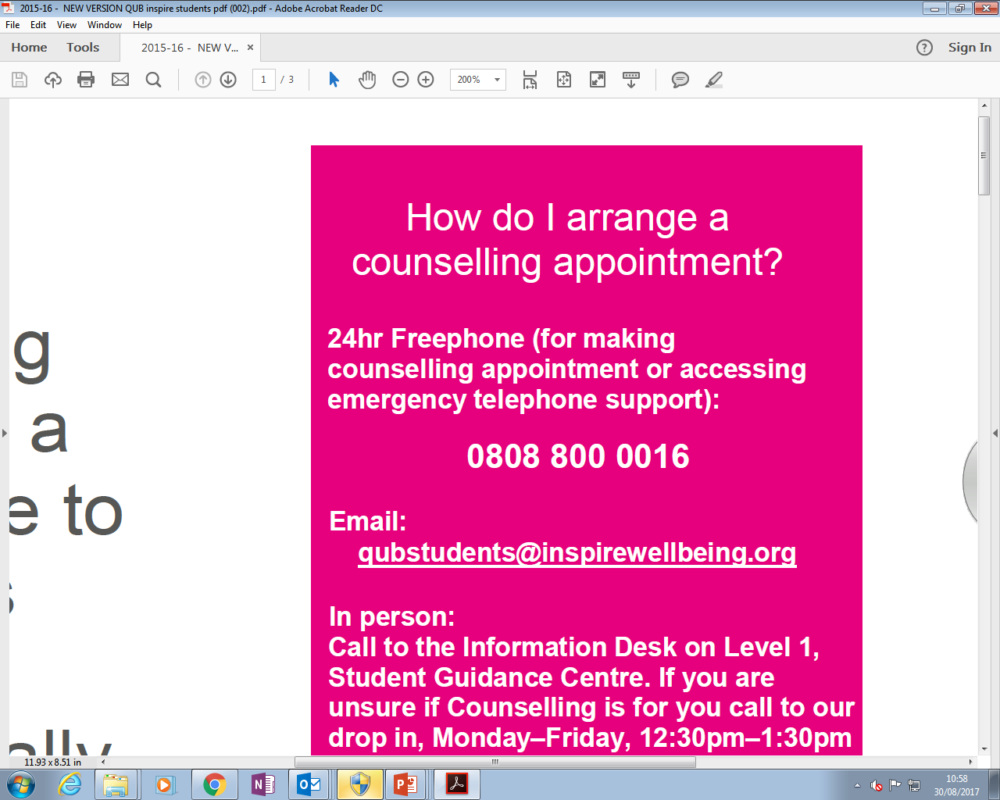 2015-16 - NEW VERSION QUB inspire students pdf (002).pdf - Adobe Acrobat Reader DC
File Edit View Window Help
Home Tools 2015-16 - NEW V... × ? Sign In
1 / 3 200%
How do I arrange a
counselling appointment?
24hr Freephone (for making
counselling appointment or accessing
emergency telephone support):
0808 800 0016
Email:
qubstudents@inspirewellbeing.org
In person:
Call to the Information Desk on Level 1,
Student Guidance Centre. If you are
unsure if Counselling is for you call to our
drop in, Monday–Friday, 12:30pm–1:30pm
g
a
e to
s
ally
11.93 x 8.51 in
10:58
30/08/2017